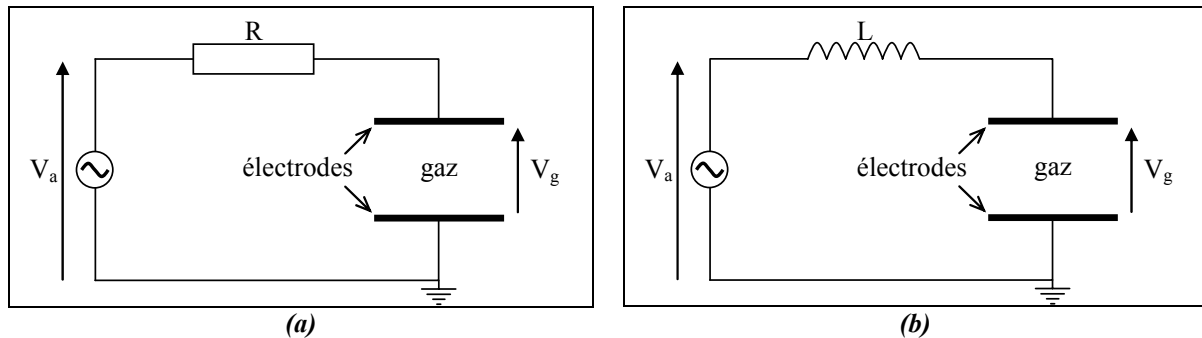 R
V_a
électrodes
gaz
V_g
(a)
L
V_a
électrodes
gaz
V_g
(b)